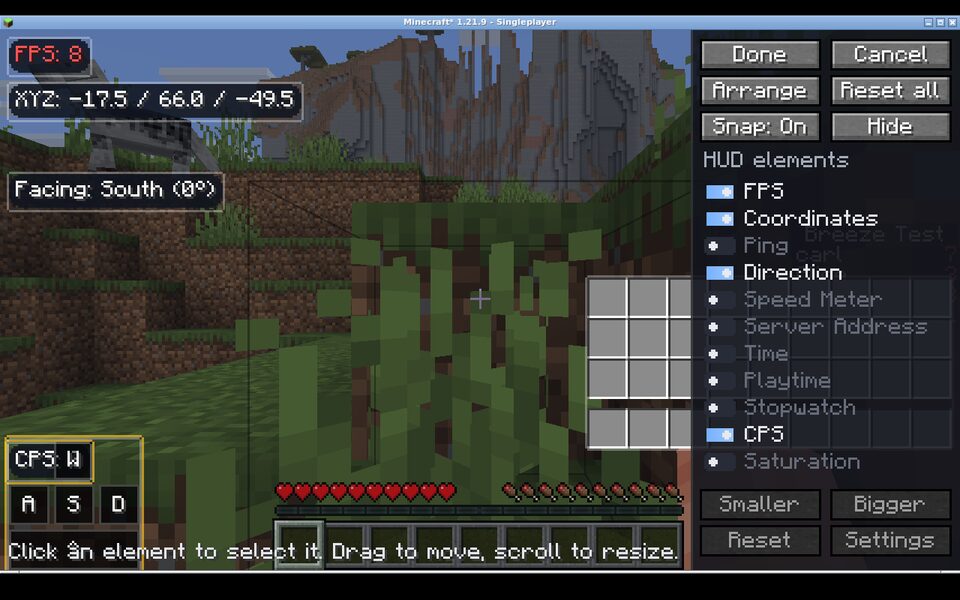 Minecraft* 1.21.9 - Singleplayer
FPS: 8
XYZ: -17.5 / 66.0 / -49.5
Facing: South (0°)
Done
Cancel
Arrange
Reset all
Snap: On
Hide
HUD elements
FPS
Coordinates
Breeze Test
Ping
carl
Direction
Speed Meter
Server Address
Time
Playtime
Stopwatch
CPS
Saturation
CPS: W
A S D
Click an element to select it. Drag to move, scroll to resize.
Smaller
Bigger
Reset
Settings